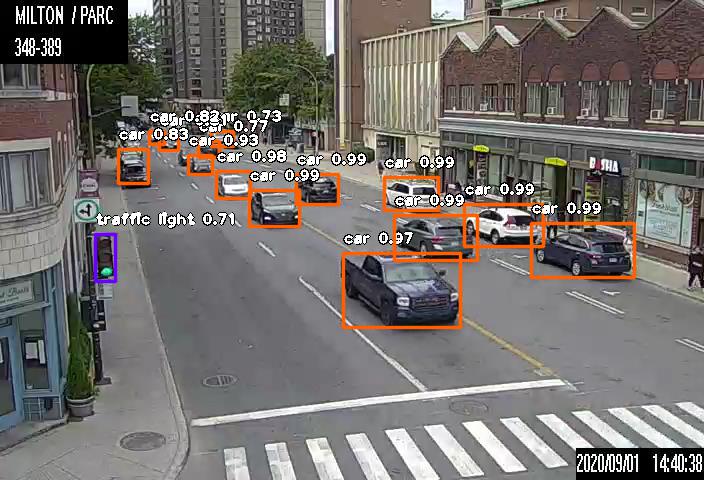 MILTON / PARC
348-389
car 0.82
car 0.73
car 0.77
car 0.83
car 0.93
car 0.98
car 0.99
car 0.99
car 0.99
car 0.99
car 0.99
car 0.99
traffic light 0.71
car 0.97
2020/09/01 14:40:38